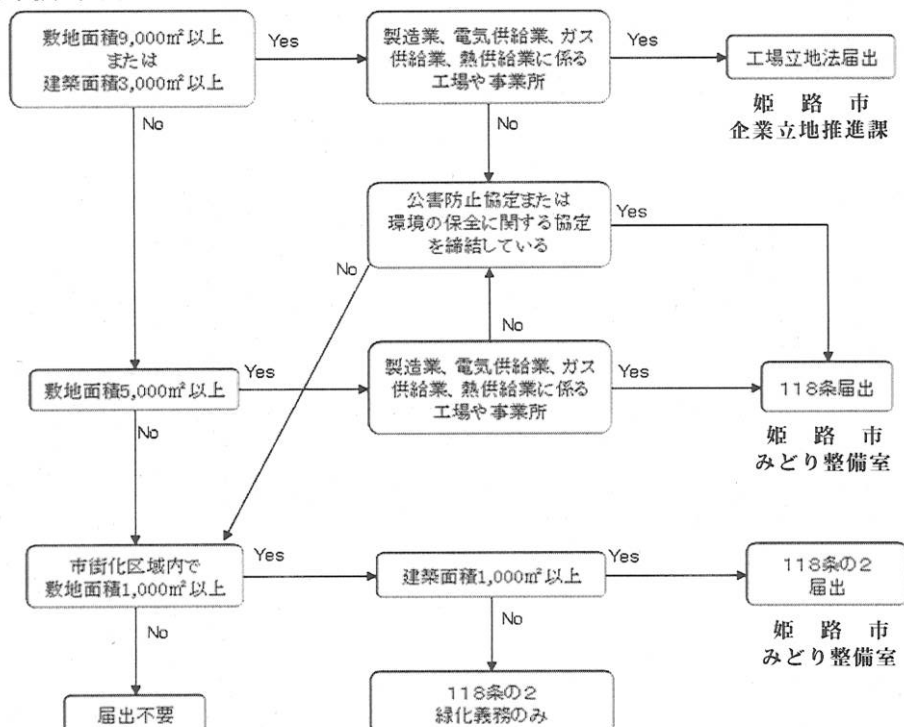 敷地面積9,000㎡以上
または
建築面積3,000㎡以上
Yes
製造業、電気供給業、ガス
供給業、熱供給業に係る
工場や事業所
Yes
工場立地法届出
姫路市
企業立地推進課
No
No
公害防止協定または
環境の保全に関する協定
を締結している
Yes
No
No
敷地面積5,000㎡以上
Yes
製造業、電気供給業、ガス
供給業、熱供給業に係る
工場や事業所
Yes
118条届出
姫路市
みどり整備室
No
市街化区域内で
敷地面積1,000㎡以上
Yes
建築面積1,000㎡以上
Yes
118条の2
届出
姫路市
みどり整備室
No
No
届出不要
118条の2
緑化義務のみ